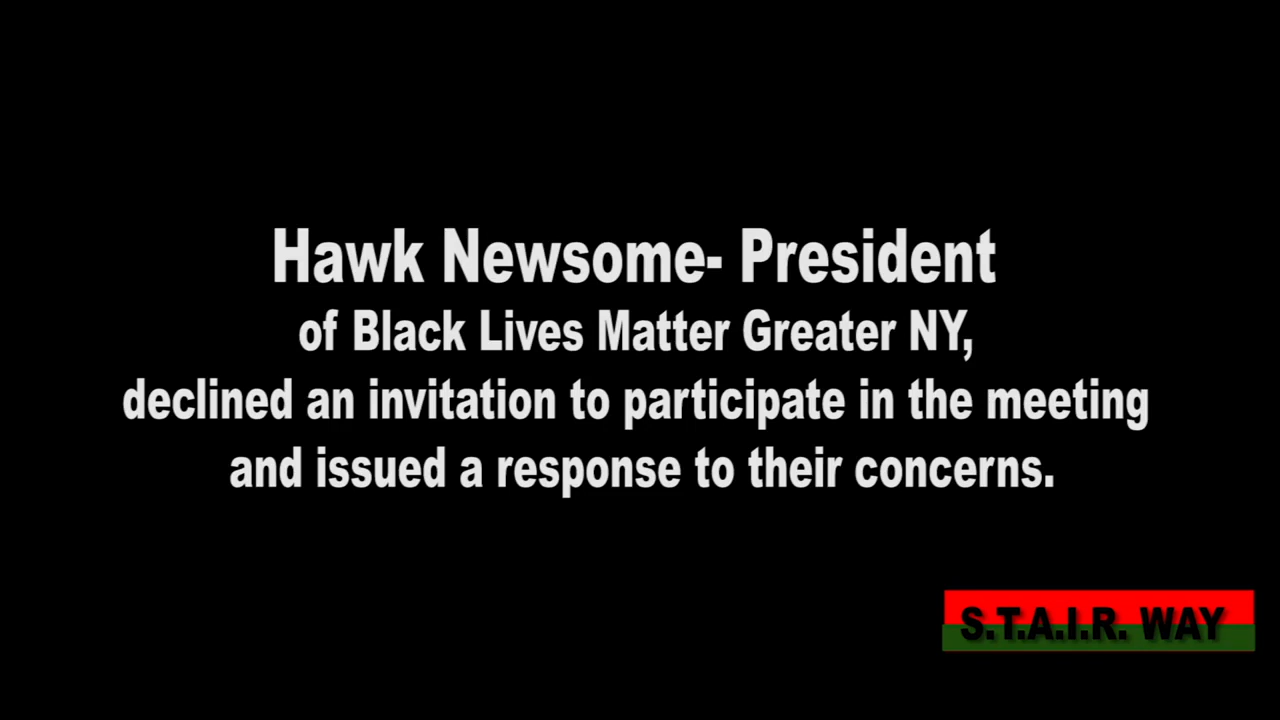 Hawk Newsome- President
of Black Lives Matter Greater NY,
declined an invitation to participate in the meeting
and issued a response to their concerns.
S.T.A.I.R. WAY